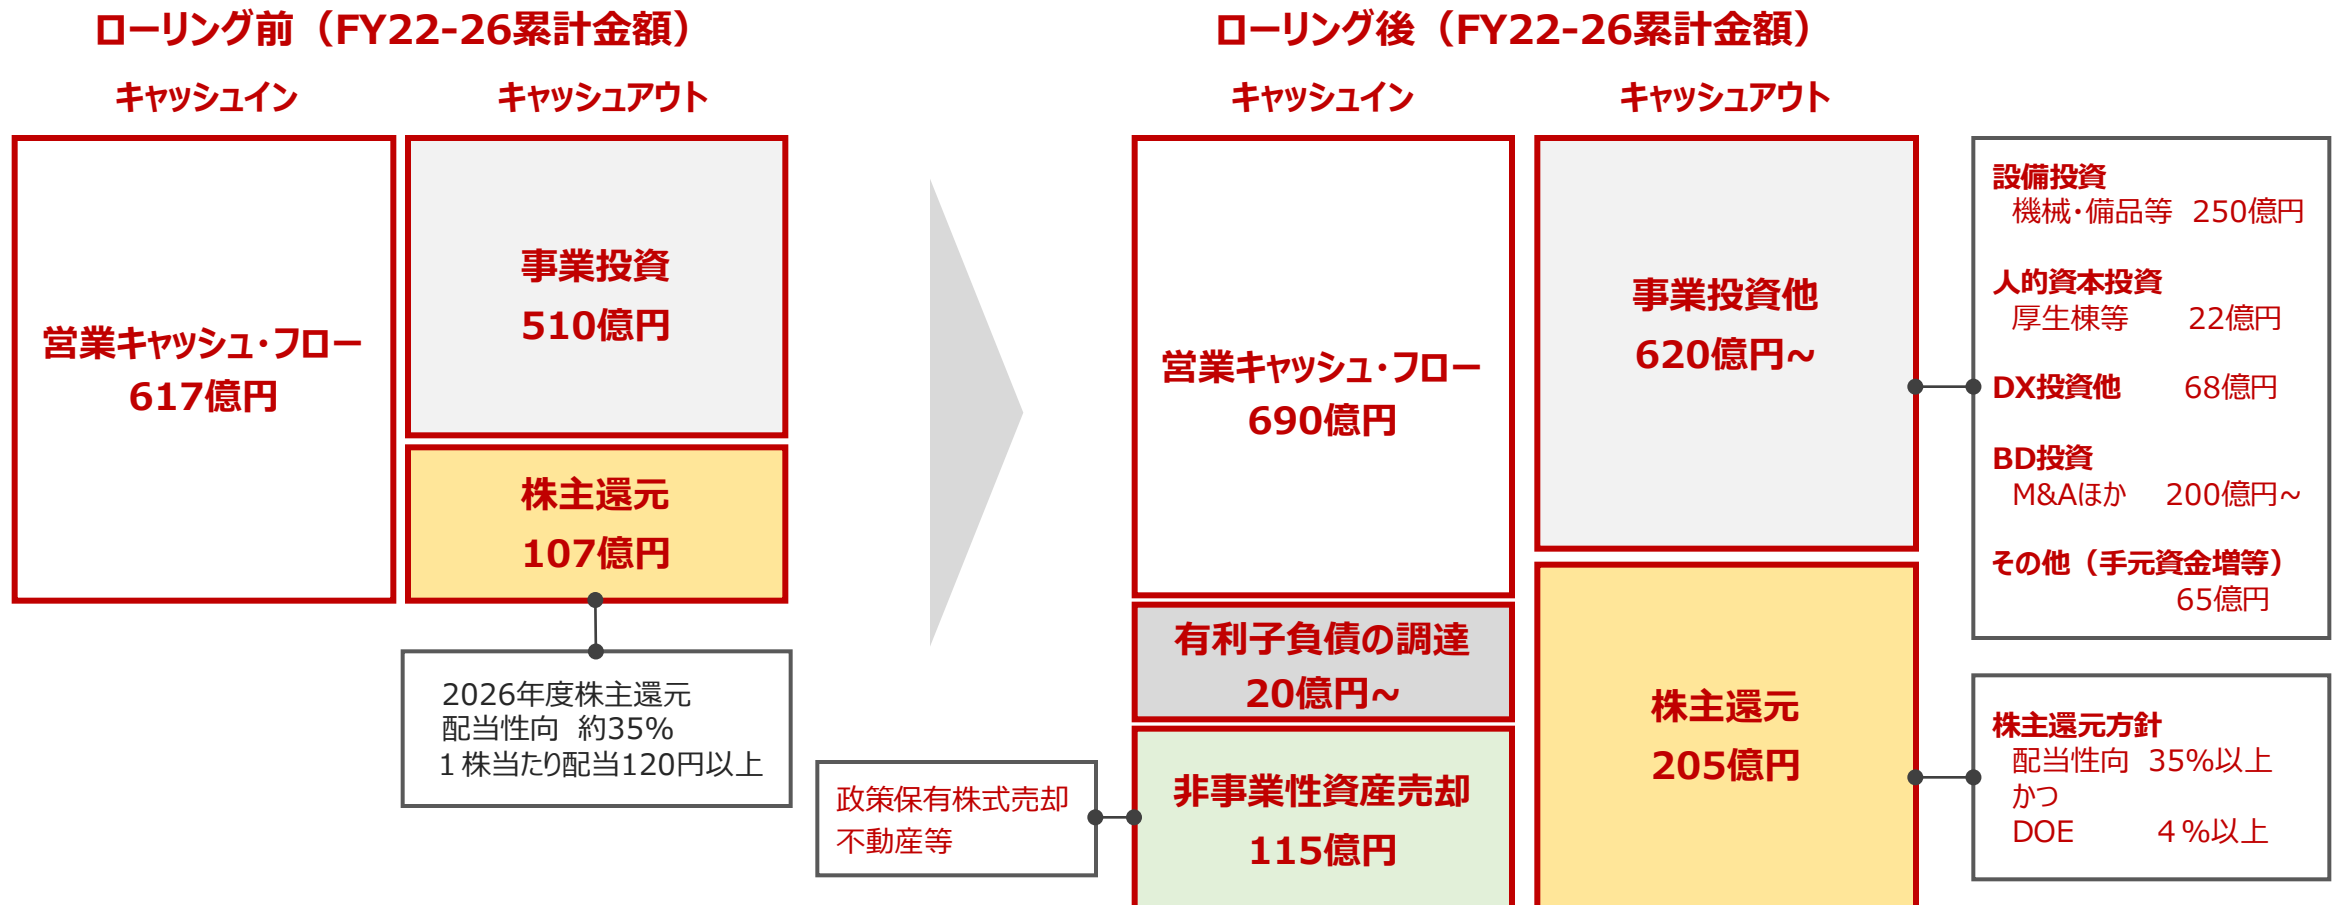 ローリング前（FY22-26累計金額）
キャッシュイン
キャッシュアウト
営業キャッシュ・フロー
617億円
事業投資
510億円
株主還元
107億円
2026年度株主還元
配当性向 約35%
１株当たり配当120円以上
ローリング後（FY22-26累計金額）
キャッシュイン
キャッシュアウト
営業キャッシュ・フロー
690億円
有利子負債の調達
20億円~
非事業性資産売却
115億円
政策保有株式売却
不動産等
事業投資他
620億円~
株主還元
205億円
設備投資
機械・備品等 250億円
人的資本投資
厚生棟等 22億円
DX投資他 68億円
BD投資
M&Aほか 200億円~
その他（手元資金増等）
65億円
株主還元方針
配当性向 35%以上
かつ
DOE ４%以上